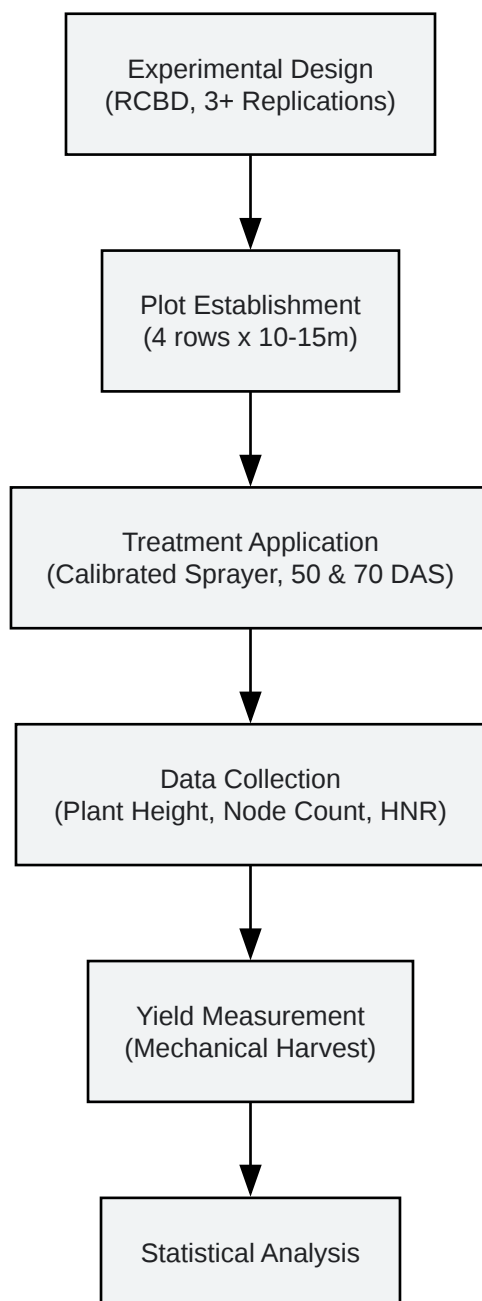 Experimental Design
(RCBD, 3+ Replications)
Plot Establishment
(4 rows x 10-15m)
Treatment Application
(Calibrated Sprayer, 50 & 70 DAS)
Data Collection
(Plant Height, Node Count, HNR)
Yield Measurement
(Mechanical Harvest)
Statistical Analysis